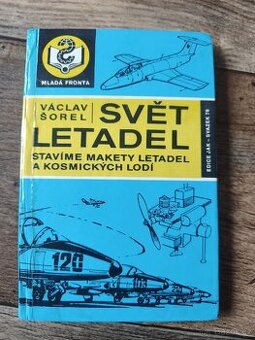 MLADÁ FRONTA
VÁCLAV
ŠOREL
SVĚT
LETADEL
STAVÍME MAKETY LETADEL
A KOSMICKÝCH LODÍ
EDICE JAK – SVAZEK 78
120